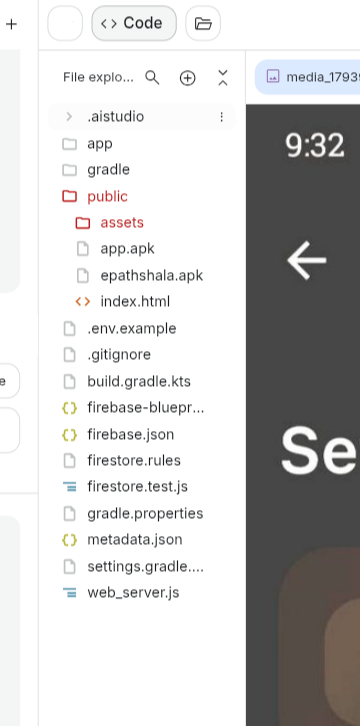 Code
File explo...
media_1793
.aistudio
app
gradle
public
assets
app.apk
epathshala.apk
index.html
.env.example
.gitignore
build.gradle.kts
firebase-bluepr...
firebase.json
firestore.rules
firestore.test.js
gradle.properties
metadata.json
settings.gradle....
web_server.js
9:32
Se
e